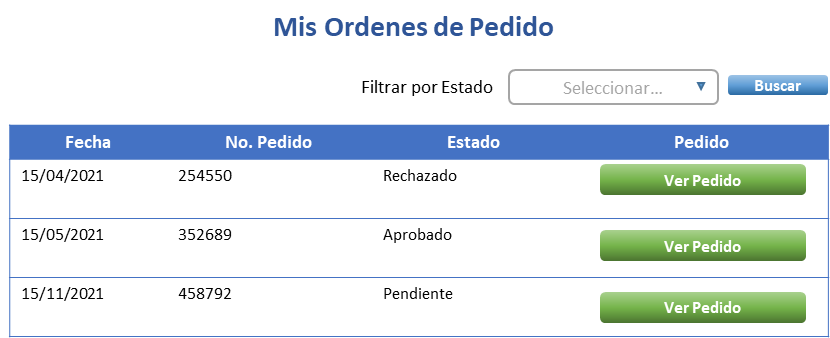 Mis Ordenes de Pedido
Filtrar por Estado Seleccionar... Buscar
Fecha No. Pedido Estado Pedido
15/04/2021 254550 Rechazado Ver Pedido
15/05/2021 352689 Aprobado Ver Pedido
15/11/2021 458792 Pendiente Ver Pedido